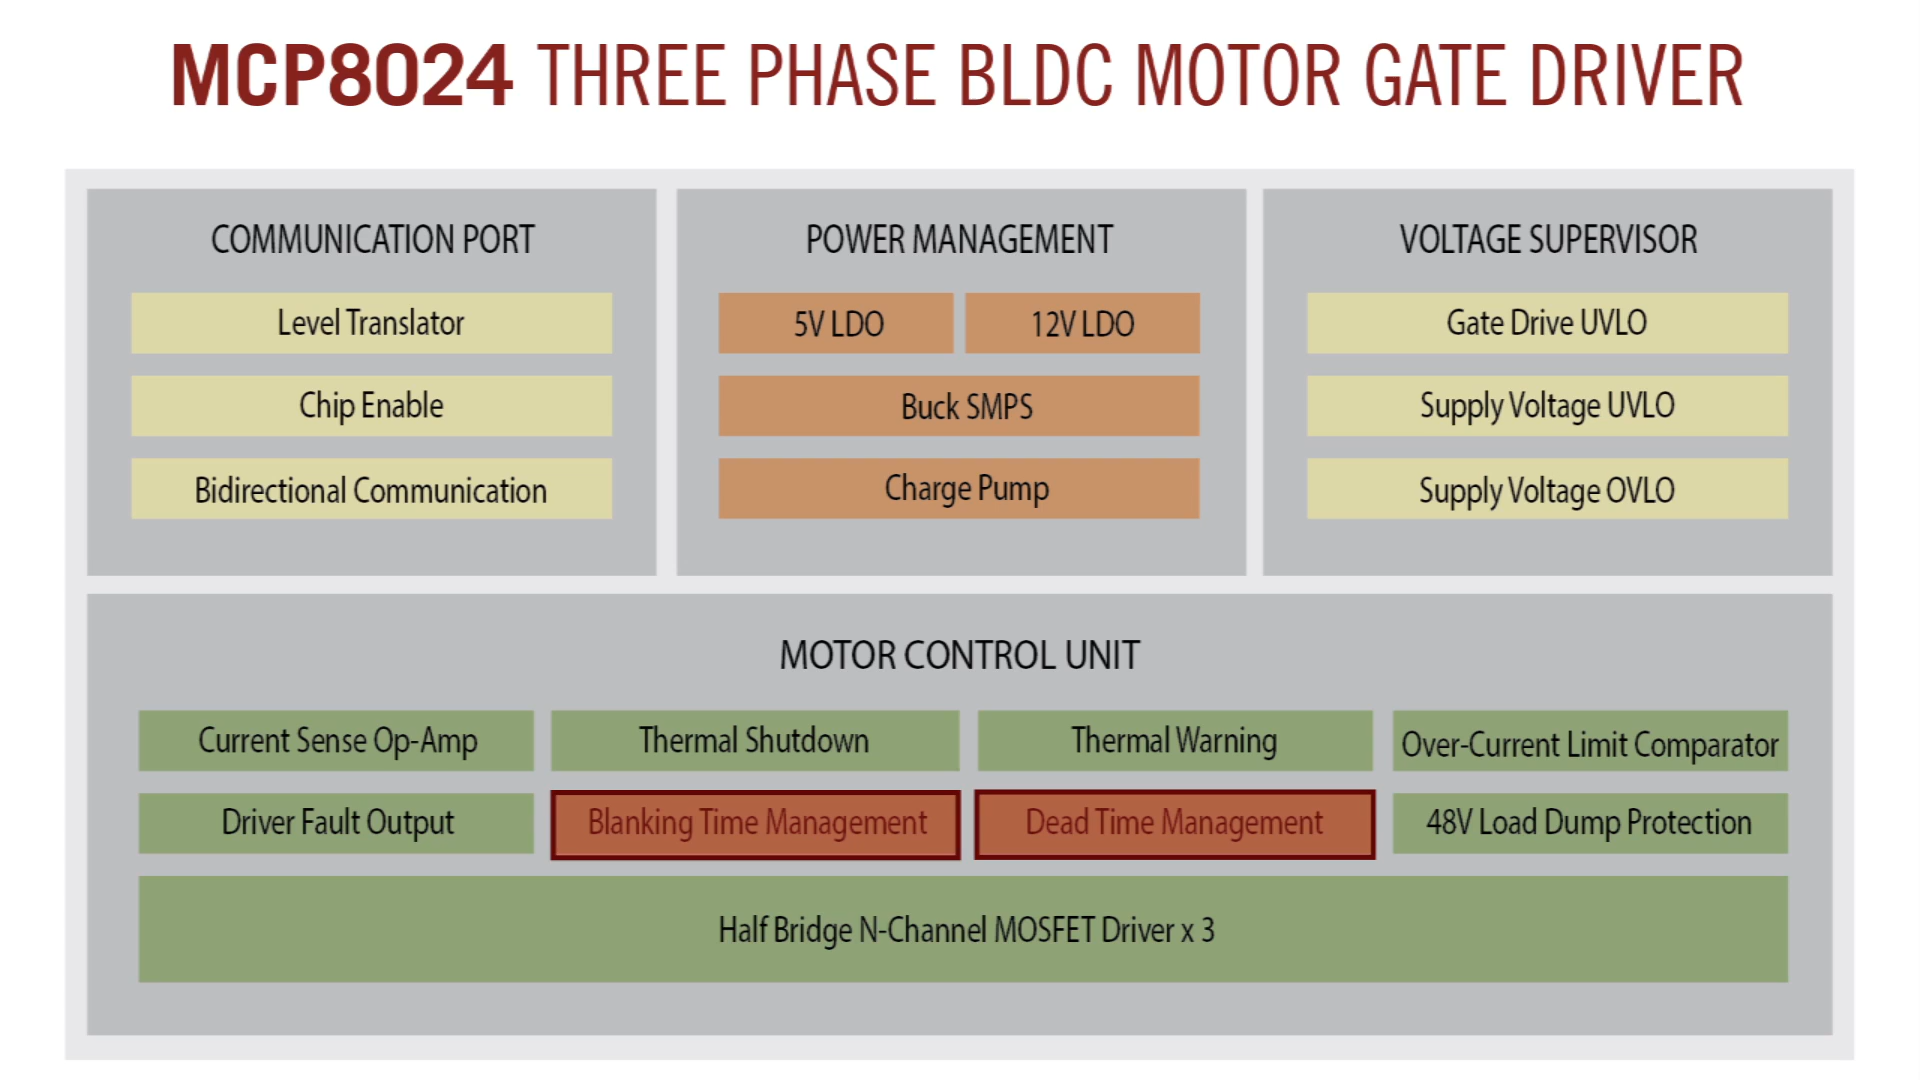 MCP8024 THREE PHASE BLDC MOTOR GATE DRIVER
COMMUNICATION PORT
Level Translator
Chip Enable
Bidirectional Communication
POWER MANAGEMENT
5V LDO
12V LDO
Buck SMPS
Charge Pump
VOLTAGE SUPERVISOR
Gate Drive UVLO
Supply Voltage UVLO
Supply Voltage OVLO
MOTOR CONTROL UNIT
Current Sense Op-Amp
Thermal Shutdown
Thermal Warning
Over-Current Limit Comparator
Driver Fault Output
Blanking Time Management
Dead Time Management
48V Load Dump Protection
Half Bridge N-Channel MOSFET Driver x 3